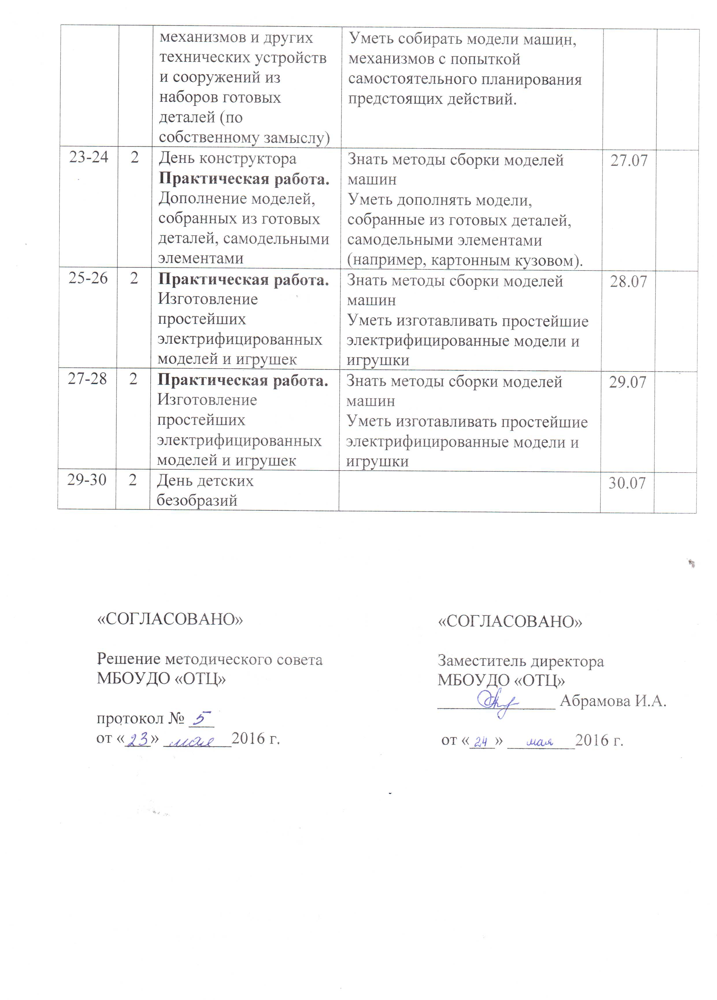 механизмов и других
технических устройств
и сооружений из
наборов готовых
деталей (по
собственному замыслу)
Уметь собирать модели машин,
механизмов с попыткой
самостоятельного планирования
предстоящих действий.
23-24
2
День конструктора
Практическая работа.
Дополнение моделей,
собранных из готовых
деталей, самодельными
элементами
Знать методы сборки моделей
машин
Уметь дополнять модели,
собранные из готовых деталей,
самодельными элементами
(например, картонным кузовом).
27.07
25-26
2
Практическая работа.
Изготовление
простейших
электрифицированных
моделей и игрушек
Знать методы сборки моделей
машин
Уметь изготавливать простейшие
электрифицированные модели и
игрушки
28.07
27-28
2
Практическая работа.
Изготовление
простейших
электрифицированных
моделей и игрушек
Знать методы сборки моделей
машин
Уметь изготавливать простейшие
электрифицированные модели и
игрушки
29.07
29-30
2
День детских
безобразий
30.07
«СОГЛАСОВАНО»
Решение методического совета
МБОУДО «ОТЦ»
протокол № 5
от «23» мая 2016 г.
«СОГЛАСОВАНО»
Заместитель директора
МБОУДО «ОТЦ»
Абрамова И.А.
от «24» мая 2016 г.